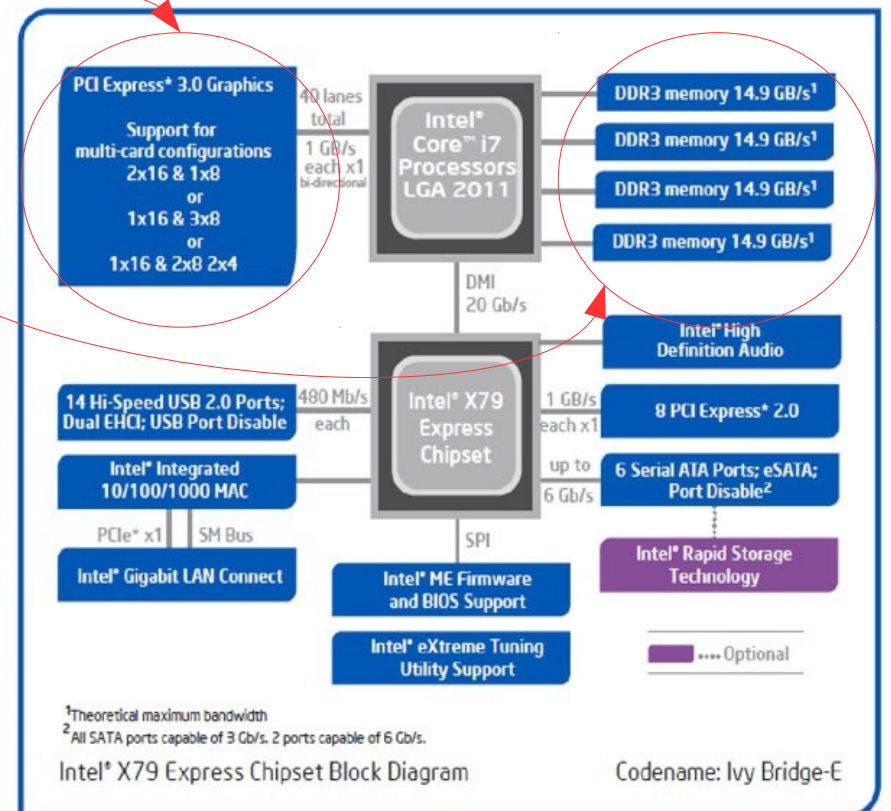 PCI Express* 3.0 Graphics
Support for
multi-card configurations
2x16 & 1x8
or
1x16 & 3x8
or
1x16 & 2x8 2x4
40 lanes
total
1 GB/s
each x1
bi-directional
Intel®
Core™ i7
Processors
LGA 2011
DDR3 memory 14.9 GB/s¹
DDR3 memory 14.9 GB/s¹
DDR3 memory 14.9 GB/s¹
DDR3 memory 14.9 GB/s¹
DMI
20 Gb/s
Intel® High
Definition Audio
14 Hi-Speed USB 2.0 Ports;
Dual EHCI; USB Port Disable
480 Mb/s
each
Intel® X79
Express
Chipset
1 GB/s
each x1
8 PCI Express* 2.0
Intel® Integrated
10/100/1000 MAC
up to
6 Gb/s
6 Serial ATA Ports; eSATA;
Port Disable²
PCIe* x1
SM Bus
SPI
Intel® Gigabit LAN Connect
Intel® ME Firmware
and BIOS Support
Intel® Rapid Storage
Technology
Intel® eXtreme Tuning
Utility Support
Optional
¹Theoretical maximum bandwidth
²All SATA ports capable of 3 Gb/s. 2 ports capable of 6 Gb/s.
Intel® X79 Express Chipset Block Diagram
Codename: Ivy Bridge-E